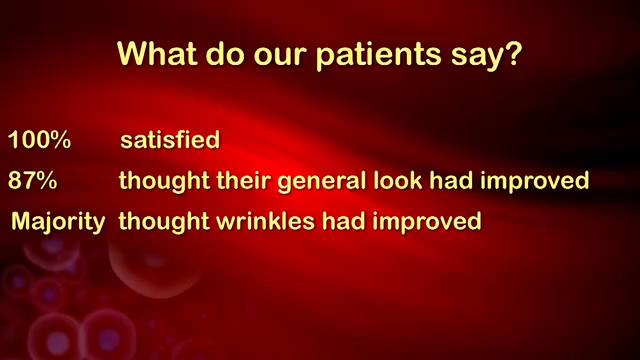 What do our patients say?
100% satisfied
87% thought their general look had improved
Majority thought wrinkles had improved